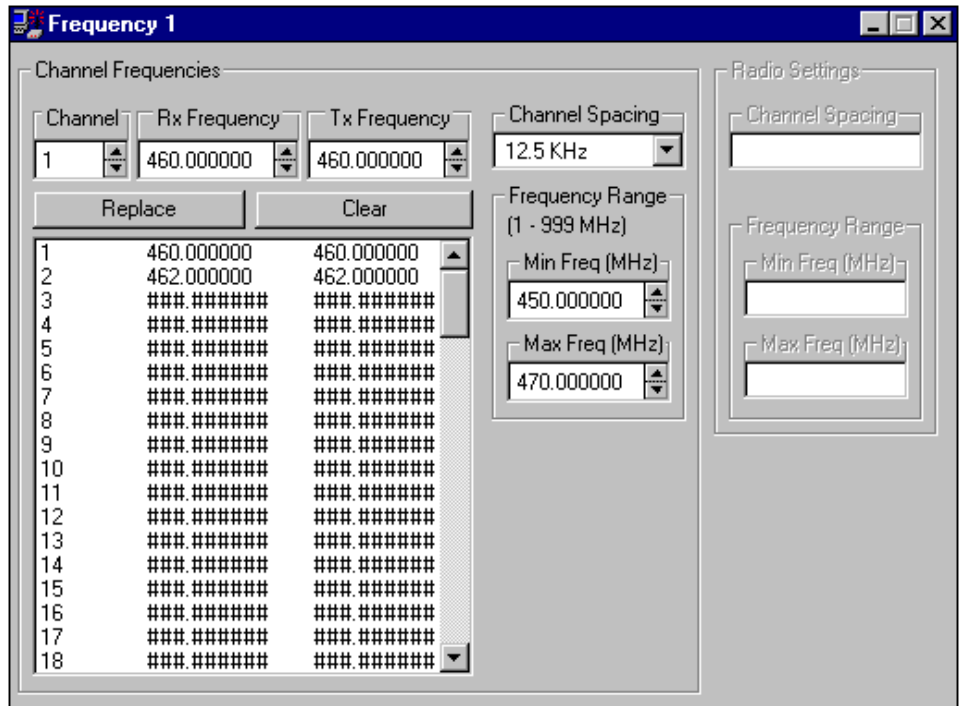 Frequency 1
Channel Frequencies
Channel Rx Frequency Tx Frequency
1 460.000000 460.000000
Replace Clear
1 460.000000 460.000000
2 462.000000 462.000000
3 ###.###### ###.######
4 ###.###### ###.######
5 ###.###### ###.######
6 ###.###### ###.######
7 ###.###### ###.######
8 ###.###### ###.######
9 ###.###### ###.######
10 ###.###### ###.######
11 ###.###### ###.######
12 ###.###### ###.######
13 ###.###### ###.######
14 ###.###### ###.######
15 ###.###### ###.######
16 ###.###### ###.######
17 ###.###### ###.######
18 ###.###### ###.######
Channel Spacing
12.5 KHz
Frequency Range
(1 - 999 MHz)
Min Freq (MHz)
450.000000
Max Freq (MHz)
470.000000
Radio Settings
Channel Spacing
Frequency Range
Min Freq (MHz)
Max Freq (MHz)